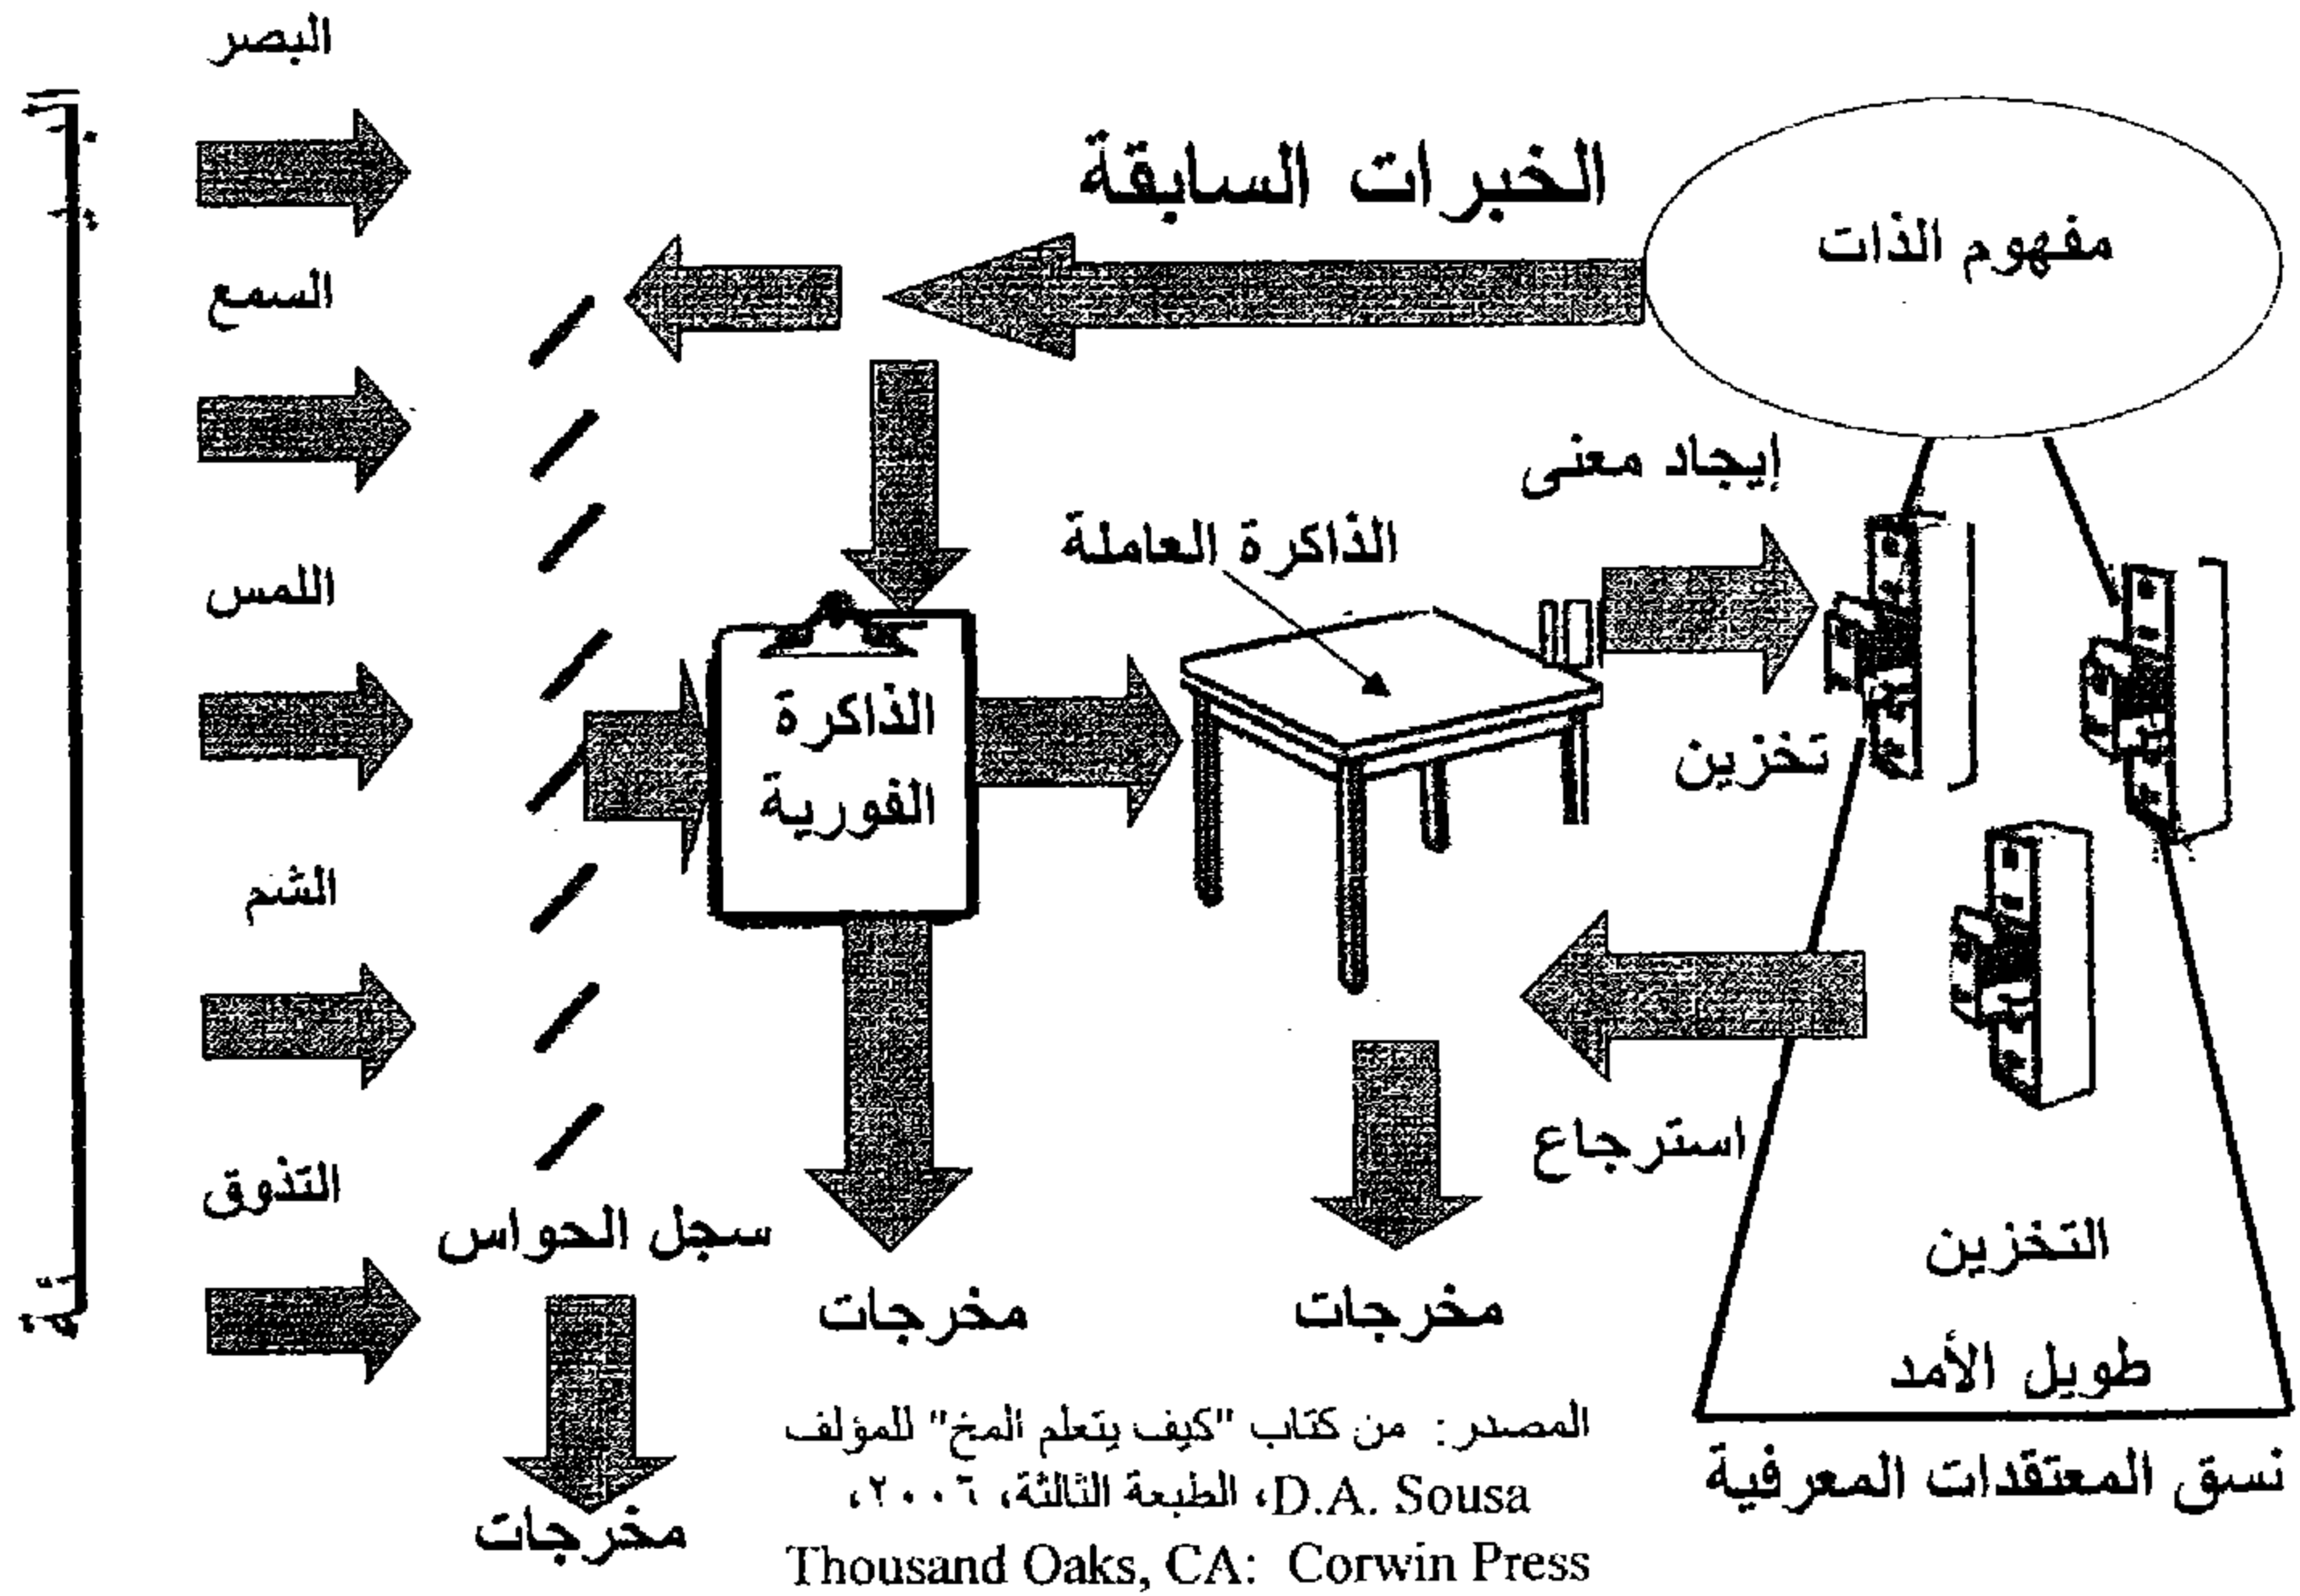 البيئة
البصر
السمع
اللمس
الشم
التذوق
الخبرات السابقة
مفهوم الذات
إيجاد معنى
الذاكرة العاملة
الذاكرة
الفورية
تخزين
استرجاع
سجل الحواس
مخرجات
مخرجات
مخرجات
التخزين
طويل الأمد
نسق المعتقدات المعرفية
المصدر: من كتاب "كيف يتعلم المخ" للمؤلف
D.A. Sousa، الطبعة الثالثة، ٢٠٠٦،
Thousand Oaks, CA: Corwin Press